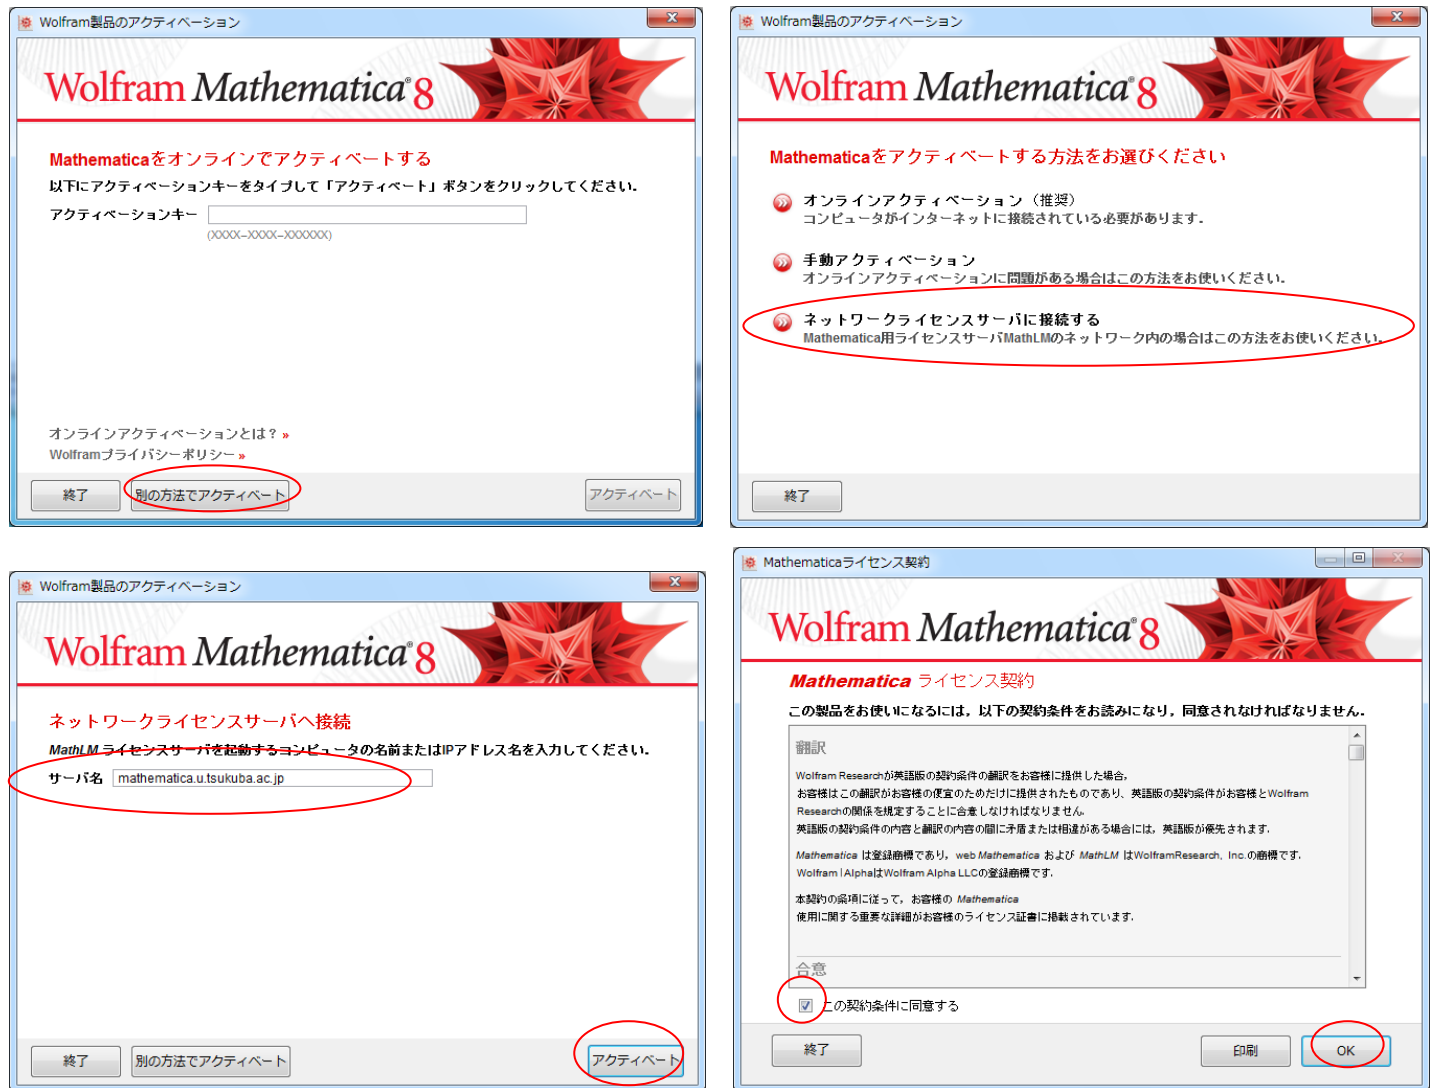 Wolfram製品のアクティベーション
Wolfram Mathematica® 8
Mathematicaをオンラインでアクティベートする
以下にアクティベーションキーをタイプして「アクティベート」ボタンをクリックしてください.
アクティベーションキー
(XXXX-XXXX-XXXXXX)
オンラインアクティベーションとは? »
Wolframプライバシーポリシー »
終了 別の方法でアクティベート アクティベート
Wolfram製品のアクティベーション
Wolfram Mathematica® 8
Mathematicaをアクティベートする方法をお選びください
オンラインアクティベーション (推奨)
コンピュータがインターネットに接続されている必要があります.
手動アクティベーション
オンラインアクティベーションに問題がある場合はこの方法をお使いください.
ネットワークライセンスサーバに接続する
Mathematica用ライセンスサーバMathLMのネットワーク内の場合はこの方法をお使いください.
終了
Wolfram製品のアクティベーション
Wolfram Mathematica® 8
ネットワークライセンスサーバへ接続
MathLM ライセンスサーバを起動するコンピュータの名前またはIPアドレス名を入力してください.
サーバ名 mathematica.u.tsukuba.ac.jp
終了 別の方法でアクティベート アクティベート
Mathematicaライセンス契約
Wolfram Mathematica® 8
Mathematica ライセンス契約
この製品をお使いになるには, 以下の契約条件をお読みになり, 同意されなければなりません.
翻訳
Wolfram Researchが英語版の契約条件の翻訳をお客様に提供した場合,
お客様はこの翻訳がお客様の便宜のためだけに提供されたものであり、英語版の契約条件がお客様とWolfram
Researchの関係を規定することに合意しなければなりません.
英語版の契約条件の内容と翻訳の内容の間に矛盾または相違がある場合には, 英語版が優先されます.
Mathematica は登録商標であり, web Mathematica および MathLM はWolframResearch, Inc.の商標です.
Wolfram|AlphaはWolfram Alpha LLCの登録商標です.
本契約の条項に従って, お客様の Mathematica
使用に関する重要な詳細がお客様のライセンス証書に掲載されています.
合意
この契約条件に同意する
終了 印刷 OK